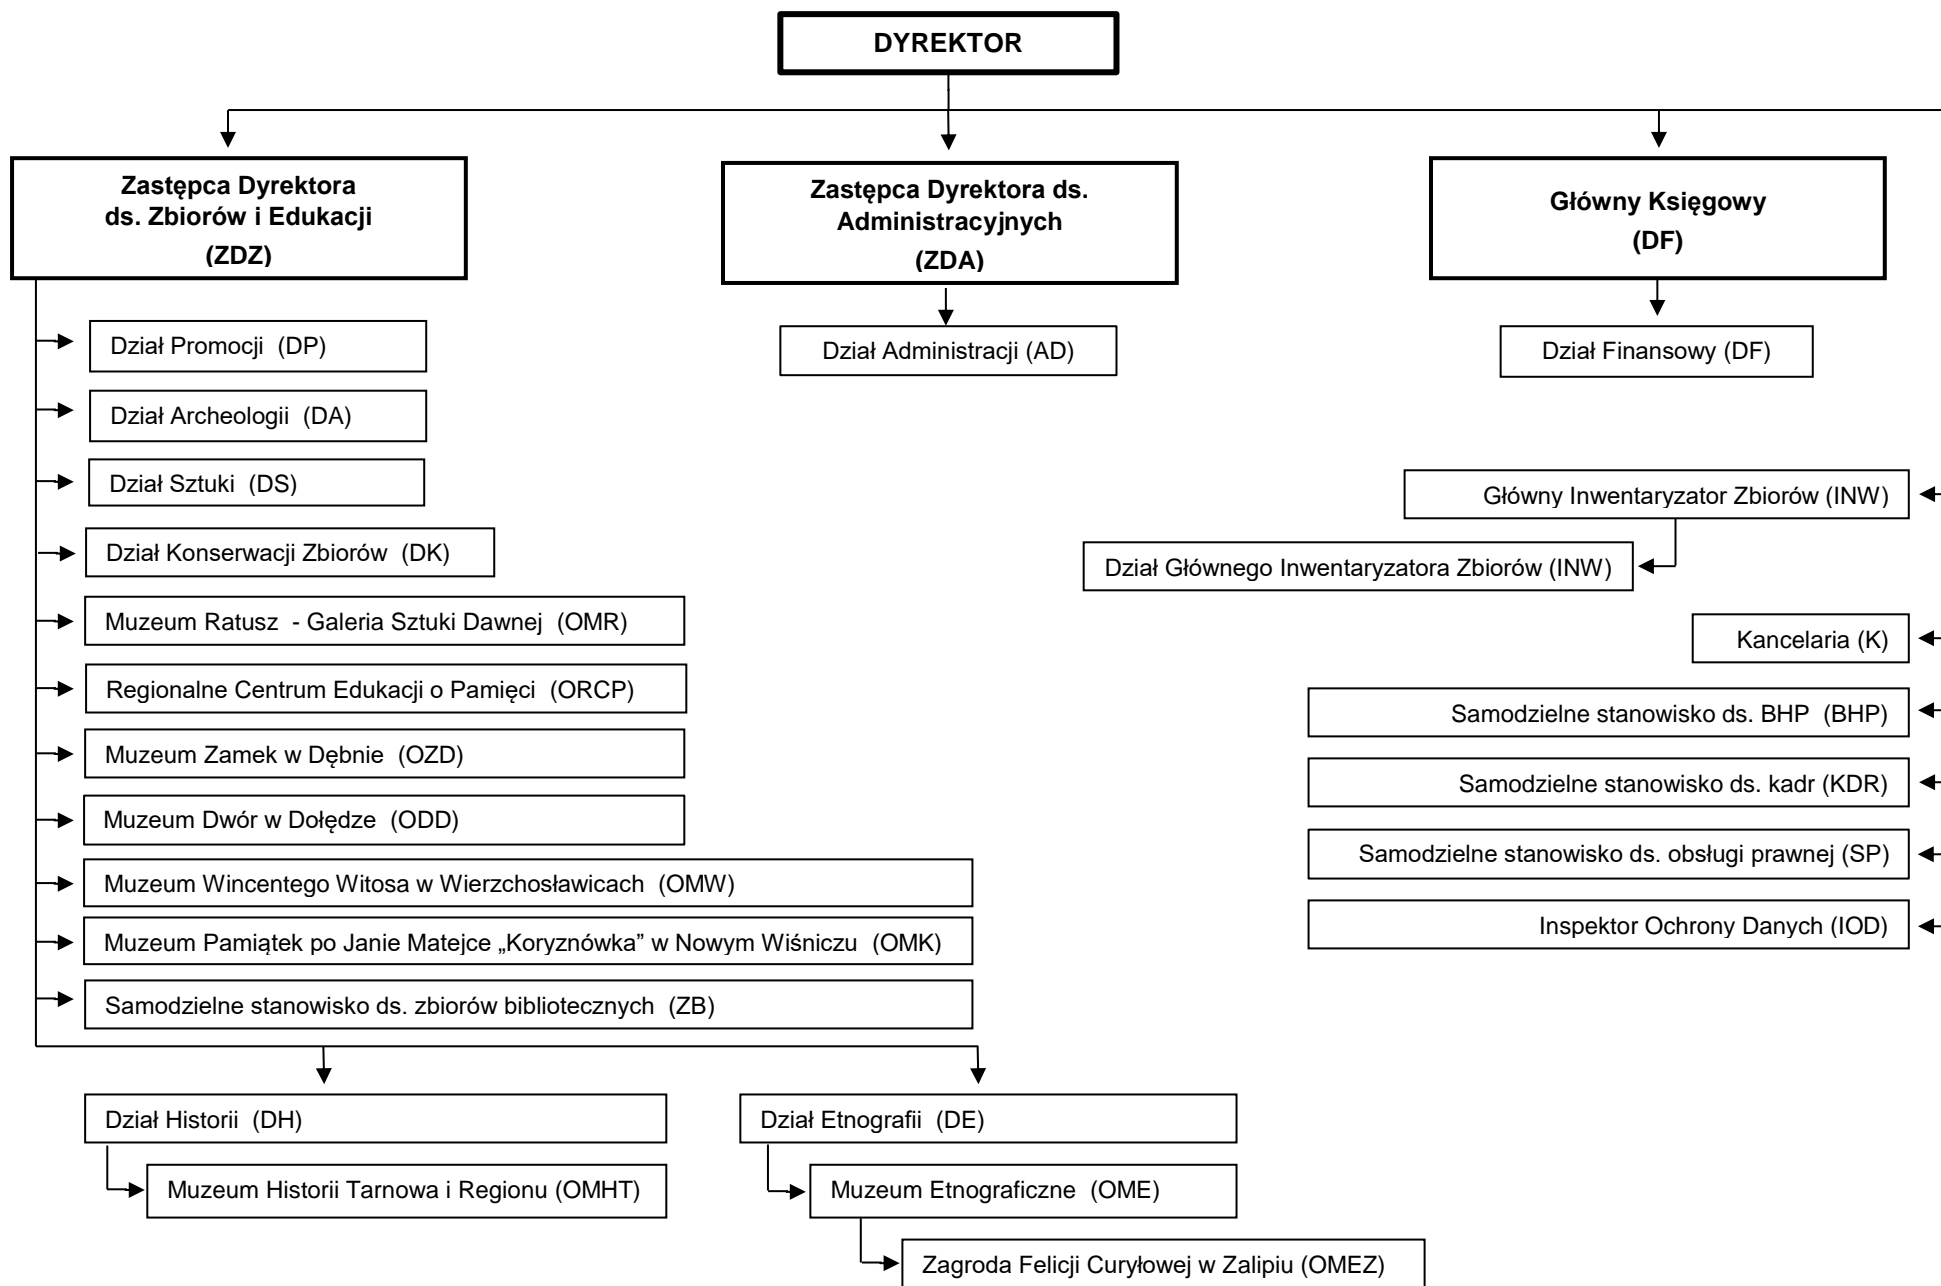 DYREKTOR
Zastępca Dyrektora
ds. Zbiorów i Edukacji
(ZDZ)
Zastępca Dyrektora ds.
Administracyjnych
(ZDA)
Główny Księgowy
(DF)
Dział Promocji (DP)
Dział Administracji (AD)
Dział Finansowy (DF)
Dział Archeologii (DA)
Dział Sztuki (DS)
Główny Inwentaryzator Zbiorów (INW)
Dział Konserwacji Zbiorów (DK)
Dział Głównego Inwentaryzatora Zbiorów (INW)
Muzeum Ratusz - Galeria Sztuki Dawnej (OMR)
Kancelaria (K)
Regionalne Centrum Edukacji o Pamięci (ORCP)
Samodzielne stanowisko ds. BHP (BHP)
Muzeum Zamek w Dębnie (OZD)
Samodzielne stanowisko ds. kadr (KDR)
Muzeum Dwór w Dołędze (ODD)
Samodzielne stanowisko ds. obsługi prawnej (SP)
Muzeum Wincentego Witosa w Wierzchosławicach (OMW)
Inspektor Ochrony Danych (IOD)
Muzeum Pamiątek po Janie Matejce „Koryznówka” w Nowym Wiśniczu (OMK)
Samodzielne stanowisko ds. zbiorów bibliotecznych (ZB)
Dział Historii (DH)
Dział Etnografii (DE)
Muzeum Historii Tarnowa i Regionu (OMHT)
Muzeum Etnograficzne (OME)
Zagroda Felicji Curyłowej w Zalipiu (OMEZ)